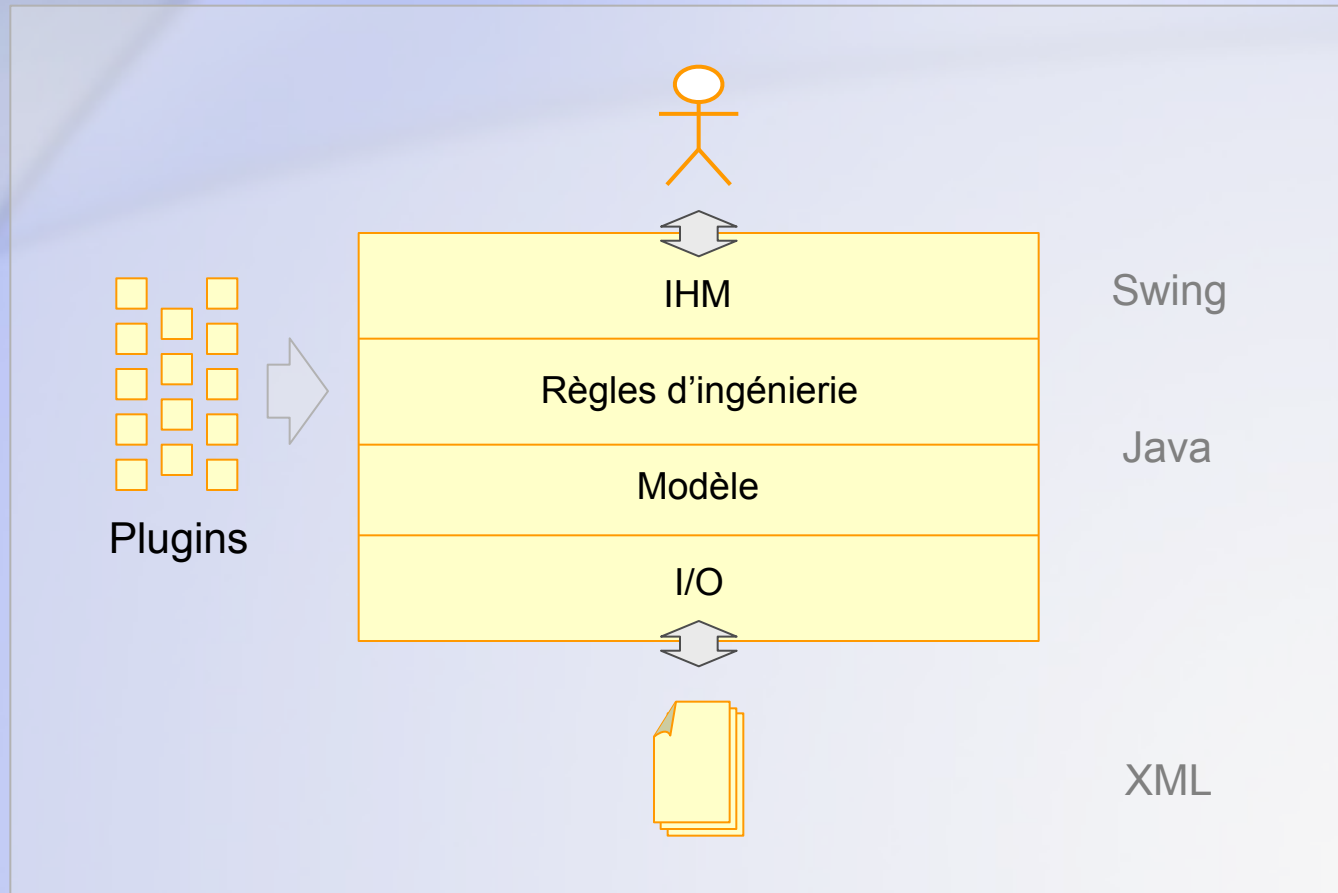 IHM
Swing
Règles d’ingénierie
Java
Modèle
Plugins
I/O
XML